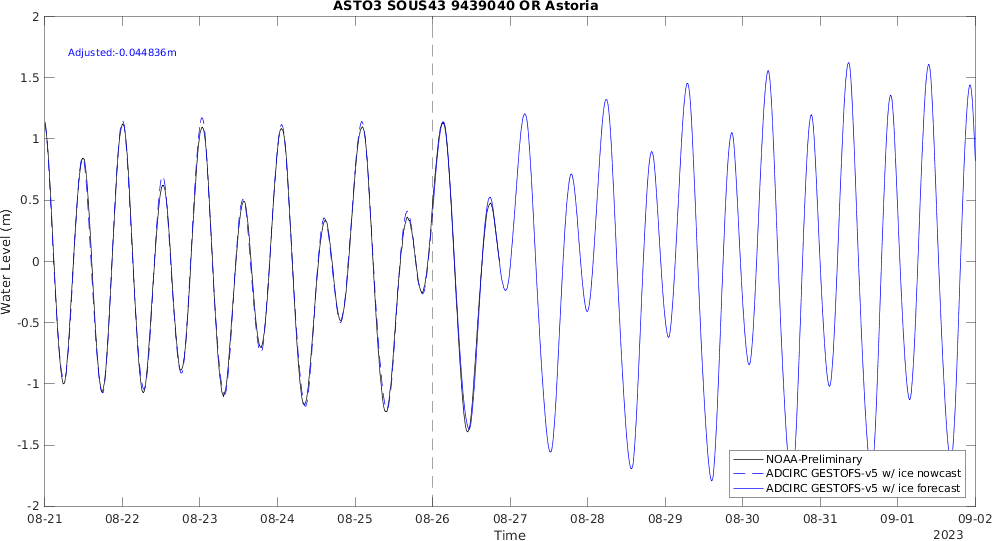 ASTO3 SOUS43 9439040 OR Astoria
Adjusted:-0.044836m
2
1.5
1
0.5
0
-0.5
-1
-1.5
-2
Water Level (m)
NOAA-Preliminary
ADCIRC GESTOFS-v5 w/ ice nowcast
ADCIRC GESTOFS-v5 w/ ice forecast
08-21 08-22 08-23 08-24 08-25 08-26 08-27 08-28 08-29 08-30 08-31 09-01 09-02
Time
2023